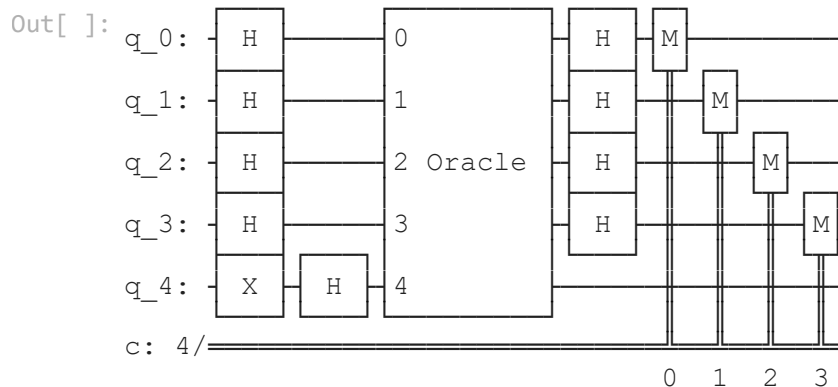 Out[ ]:
q_0: H 0 H M
q_1: H 1 H M
q_2: H 2 Oracle H M
q_3: H 3 H M
q_4: X H 4
c: 4/
0 1 2 3